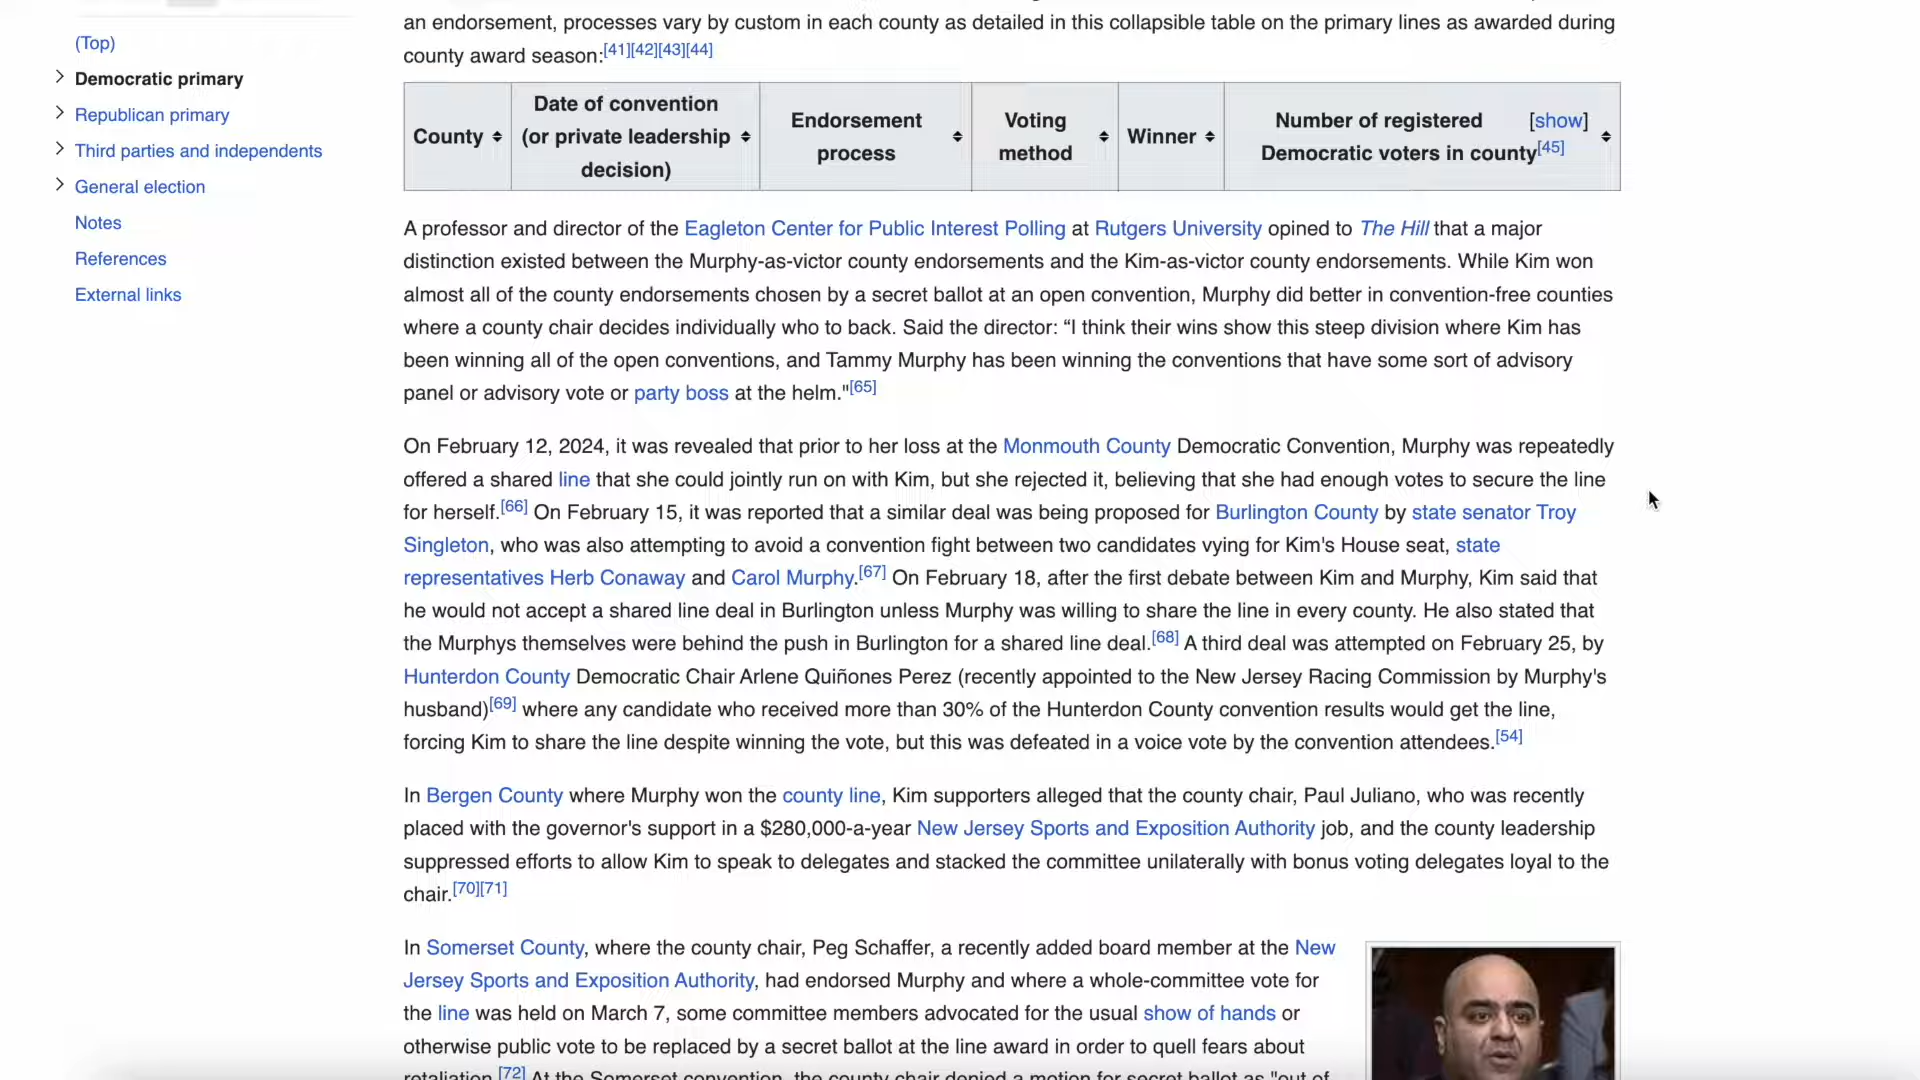 (Top)
Democratic primary
Republican primary
Third parties and independents
General election
Notes
References
External links
an endorsement, processes vary by custom in each county as detailed in this collapsible table on the primary lines as awarded during
county award season:[41][42][43][44]
County
Date of convention
(or private leadership
decision)
Endorsement
process
Voting
method
Winner
Number of registered
Democratic voters in county[45]
[show]
A professor and director of the Eagleton Center for Public Interest Polling at Rutgers University opined to The Hill that a major
distinction existed between the Murphy-as-victor county endorsements and the Kim-as-victor county endorsements. While Kim won
almost all of the county endorsements chosen by a secret ballot at an open convention, Murphy did better in convention-free counties
where a county chair decides individually who to back. Said the director: “I think their wins show this steep division where Kim has
been winning all of the open conventions, and Tammy Murphy has been winning the conventions that have some sort of advisory
panel or advisory vote or party boss at the helm."[65]
On February 12, 2024, it was revealed that prior to her loss at the Monmouth County Democratic Convention, Murphy was repeatedly
offered a shared line that she could jointly run on with Kim, but she rejected it, believing that she had enough votes to secure the line
for herself.[66] On February 15, it was reported that a similar deal was being proposed for Burlington County by state senator Troy
Singleton, who was also attempting to avoid a convention fight between two candidates vying for Kim's House seat, state
representatives Herb Conaway and Carol Murphy.[67] On February 18, after the first debate between Kim and Murphy, Kim said that
he would not accept a shared line deal in Burlington unless Murphy was willing to share the line in every county. He also stated that
the Murphys themselves were behind the push in Burlington for a shared line deal.[68] A third deal was attempted on February 25, by
Hunterdon County Democratic Chair Arlene Quiñones Perez (recently appointed to the New Jersey Racing Commission by Murphy's
husband)[69] where any candidate who received more than 30% of the Hunterdon County convention results would get the line,
forcing Kim to share the line despite winning the vote, but this was defeated in a voice vote by the convention attendees.[54]
In Bergen County where Murphy won the county line, Kim supporters alleged that the county chair, Paul Juliano, who was recently
placed with the governor's support in a $280,000-a-year New Jersey Sports and Exposition Authority job, and the county leadership
suppressed efforts to allow Kim to speak to delegates and stacked the committee unilaterally with bonus voting delegates loyal to the
chair.[70][71]
In Somerset County, where the county chair, Peg Schaffer, a recently added board member at the New
Jersey Sports and Exposition Authority, had endorsed Murphy and where a whole-committee vote for
the line was held on March 7, some committee members advocated for the usual show of hands or
otherwise public vote to be replaced by a secret ballot at the line award in order to quell fears about
retaliation.[72] At the Somerset convention, the county chair denied a motion for secret ballot as "out of